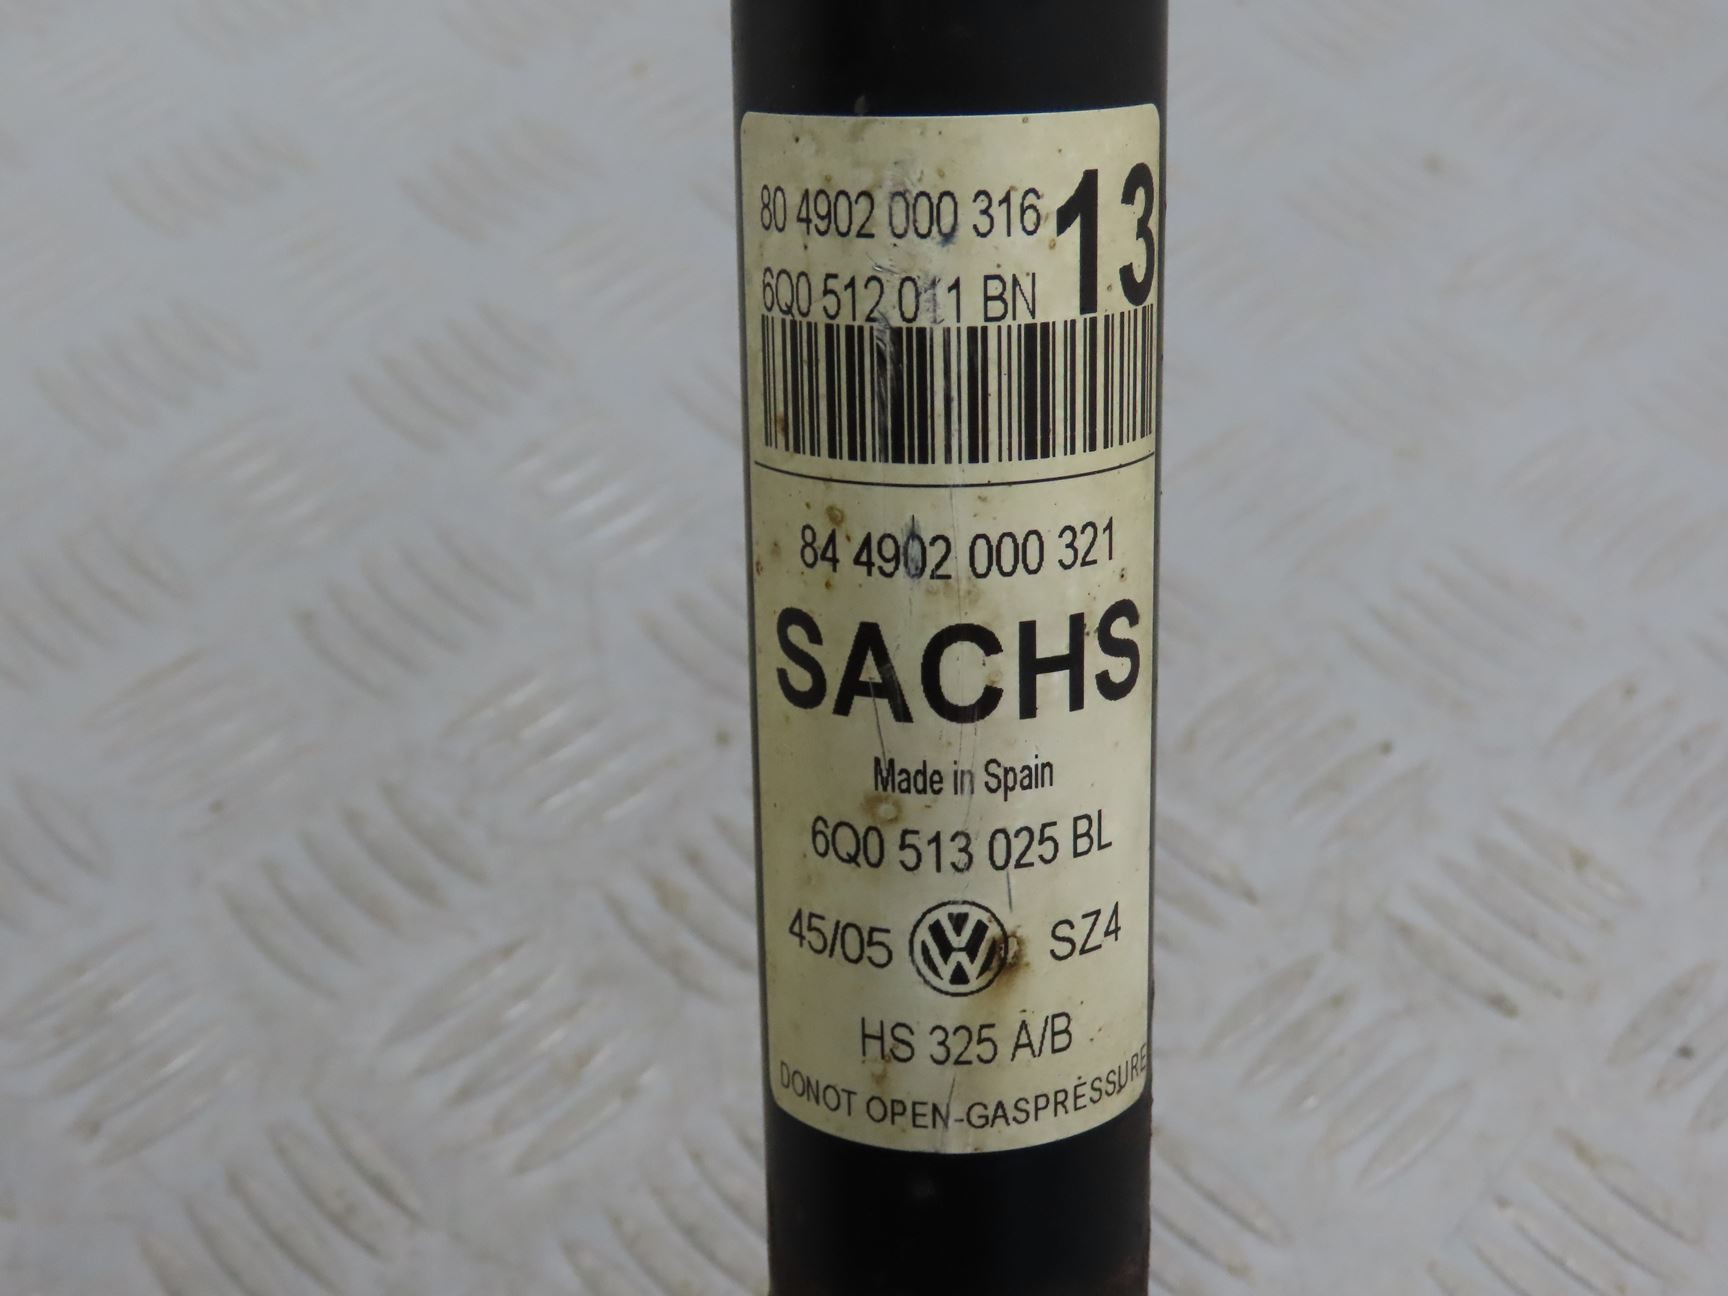 80 4902 000 316 13
6Q0 512 011 BN
84 4902 000 321
SACHS
Made in Spain
6Q0 513 025 BL
45/05 VW SZ4
HS 325 A/B
DONOT OPEN-GASPRESSURE